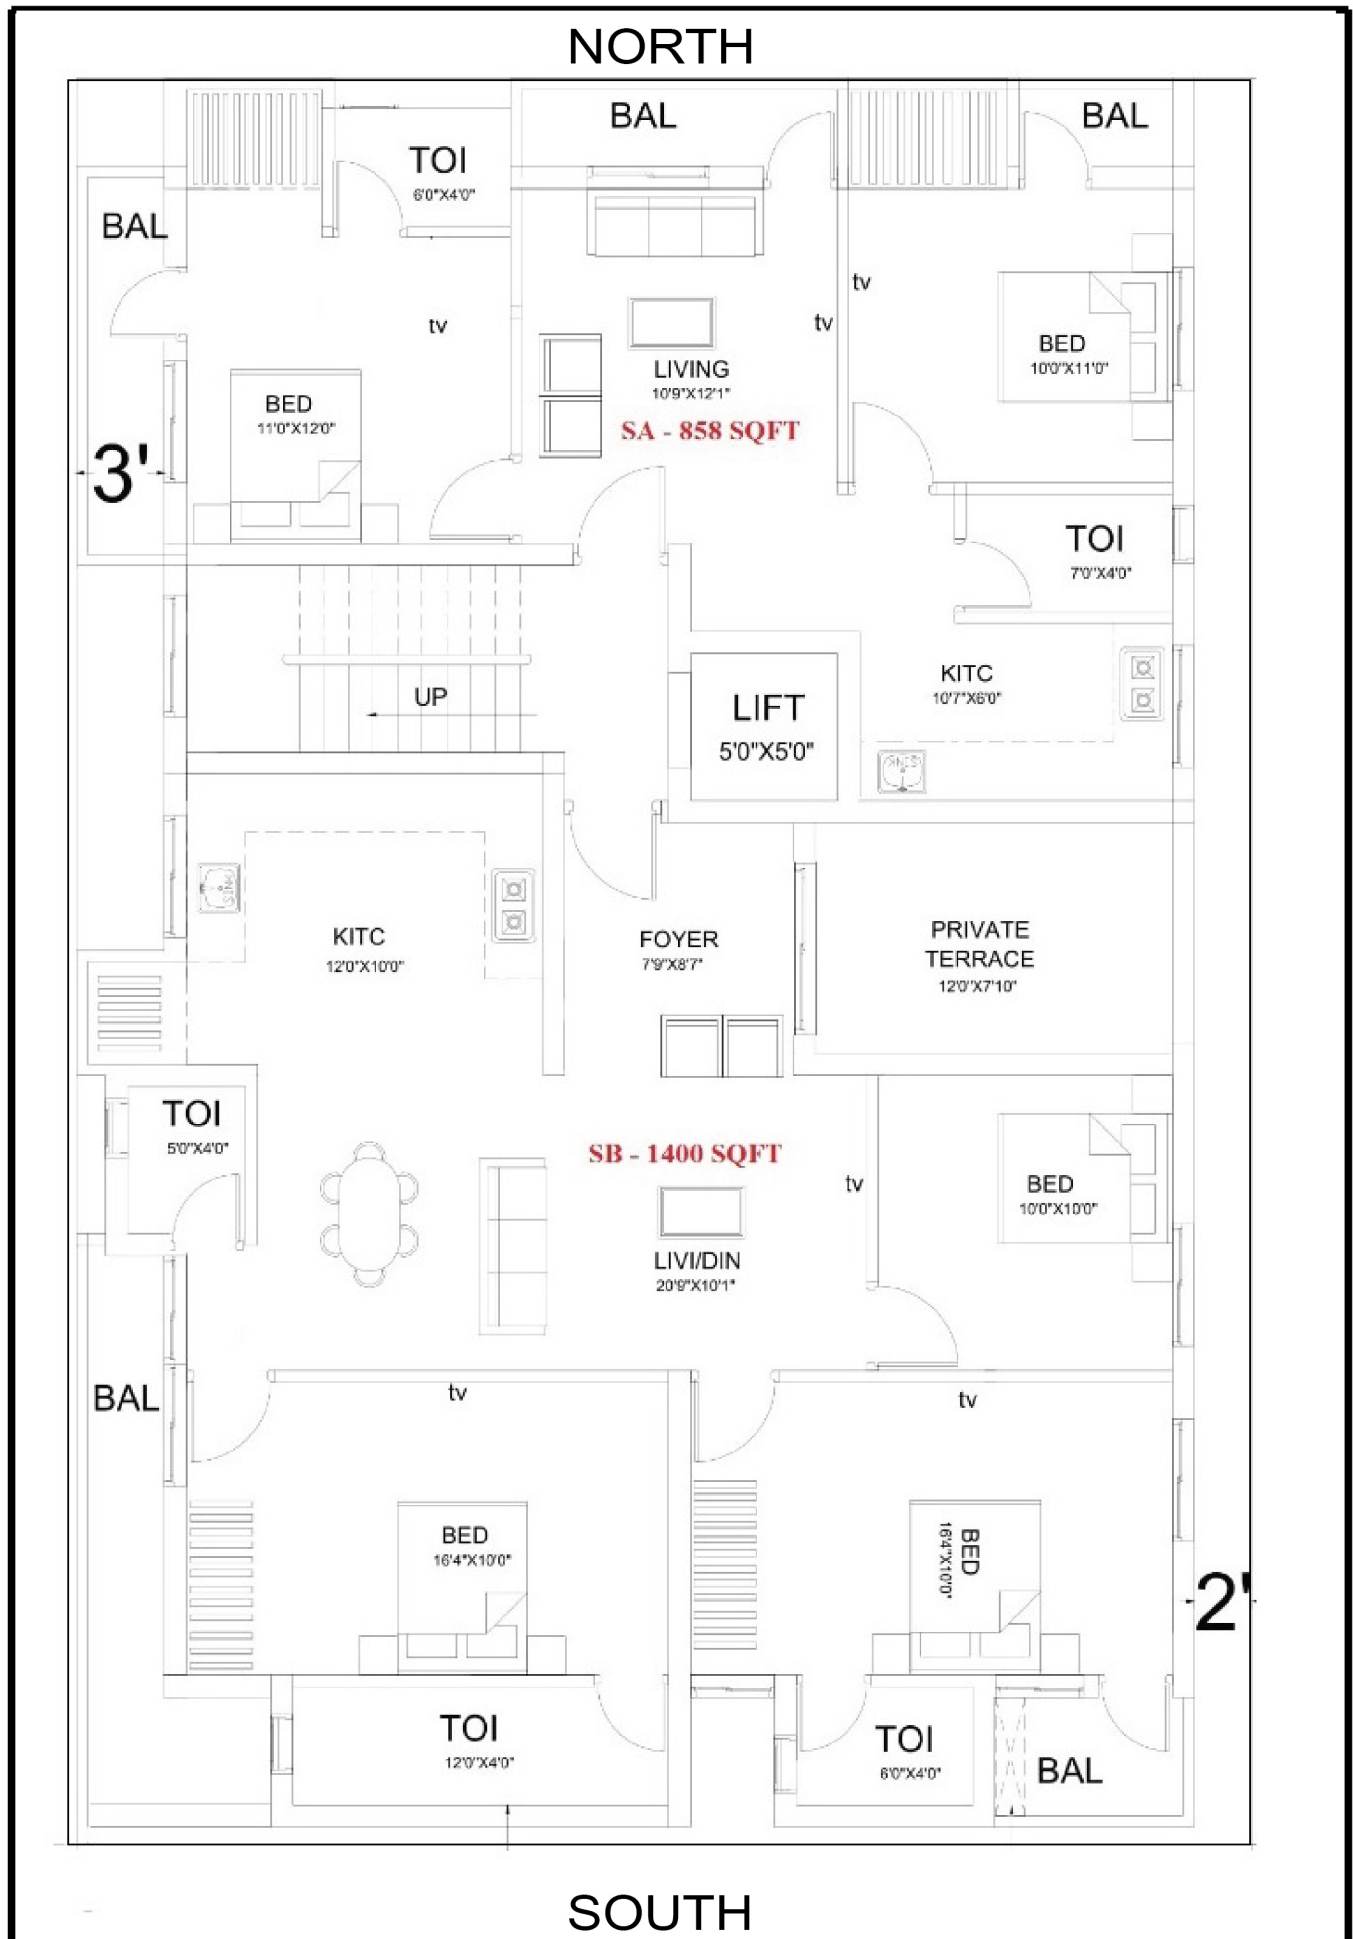 NORTH
BAL
BAL
TOI
6'0"X4'0"
BAL
tv
tv
tv
BED
10'0"X11'0"
LIVING
10'9"X12'1"
BED
11'0"X12'0"
SA - 858 SQFT
3'
TOI
7'0"X4'0"
KITC
10'7"X6'0"
UP
LIFT
5'0"X5'0"
SINK
SINK
KITC
12'0"X10'0"
FOYER
7'9"X8'7"
PRIVATE
TERRACE
12'0"X7'10"
TOI
5'0"X4'0"
SB - 1400 SQFT
tv
BED
10'0"X10'0"
LIVI/DIN
20'9"X10'1"
BAL
tv
tv
BED
16'4"X10'0"
BED
16'4"X10'0"
2'
TOI
12'0"X4'0"
TOI
6'0"X4'0"
BAL
SOUTH